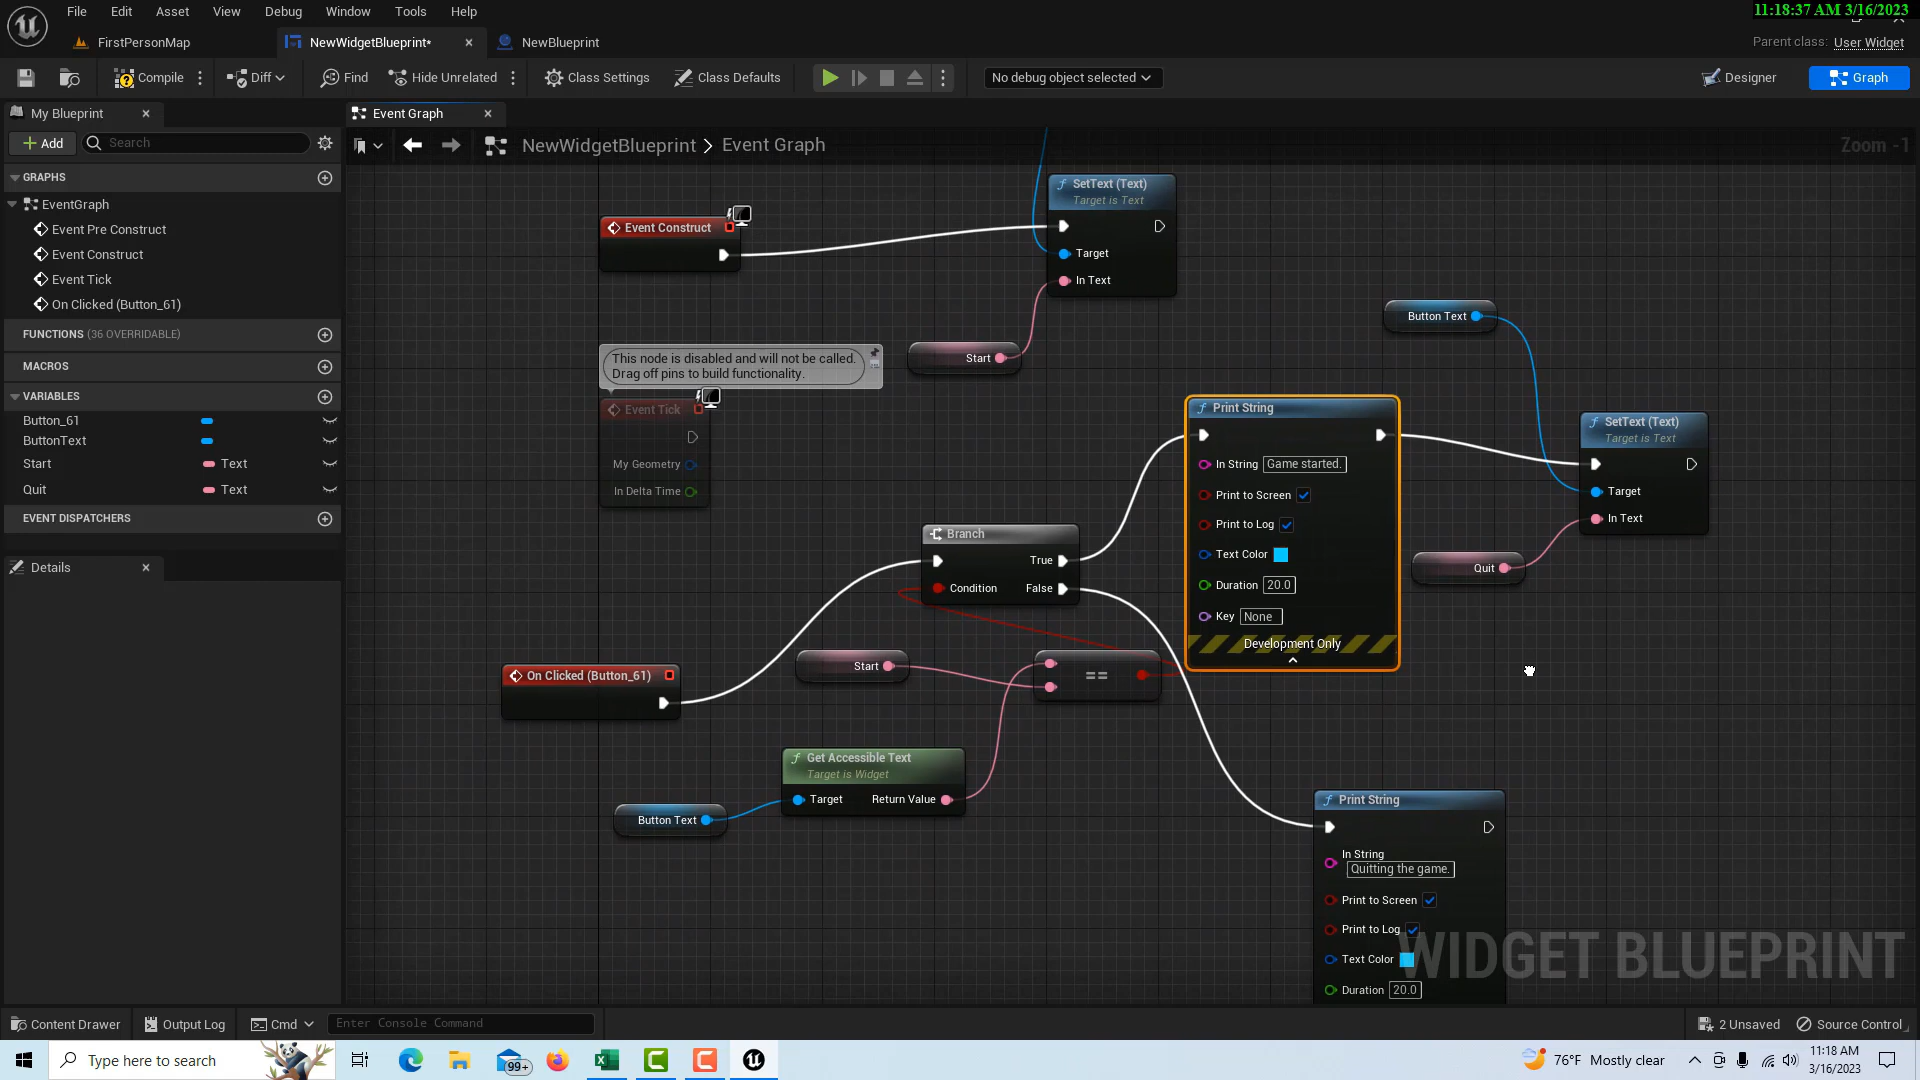 File Edit Asset View Debug Window Tools Help
11:18:37 AM 3/16/2023
FirstPersonMap
NewWidgetBlueprint*
NewBlueprint
Parent class: User Widget
Compile
Diff
Find
Hide Unrelated
Class Settings
Class Defaults
No debug object selected
Designer
Graph
My Blueprint
Event Graph
Add
Search
NewWidgetBlueprint > Event Graph
Zoom -1
GRAPHS
EventGraph
Event Pre Construct
Event Construct
Event Tick
On Clicked (Button_61)
FUNCTIONS (36 OVERRIDABLE)
MACROS
VARIABLES
Button_61
ButtonText
Start
Text
Quit
Text
EVENT DISPATCHERS
Details
Event Construct
SetText (Text)
Target is Text
Target
In Text
Start
This node is disabled and will not be called.
Drag off pins to build functionality.
Event Tick
My Geometry
In Delta Time
Button Text
Print String
In String Game started.
Print to Screen
Print to Log
Text Color
Duration 20.0
Key None
Development Only
SetText (Text)
Target is Text
Target
In Text
Quit
Branch
True
Condition
False
On Clicked (Button_61)
Start
==
Get Accessible Text
Target is Widget
Target
Return Value
Button Text
Print String
In String
Quitting the game.
Print to Screen
Print to Log
Text Color
Duration 20.0
WIDGET BLUEPRINT
Content Drawer
Output Log
Cmd
Enter Console Command
2 Unsaved
Source Control
Type here to search
99+
76°F Mostly clear
11:18 AM
3/16/2023